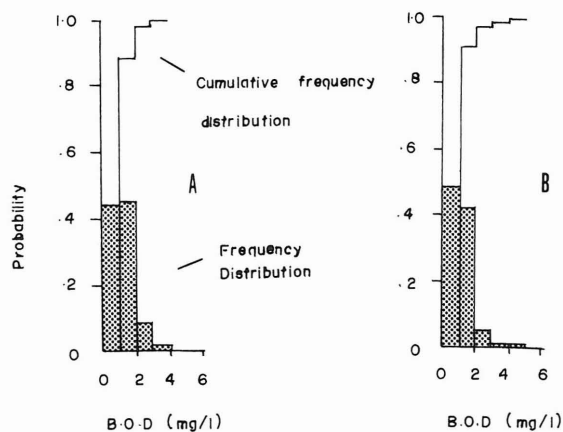 1·0
·8
·6
·4
·2
0
Probability
Cumulative frequency
distribution
A
Frequency
Distribution
0 2 4 6
B·O·D (mg/l)
1·0
·8
·6
·4
·2
0
B
0 2 4 6
B.O.D (mg/l)